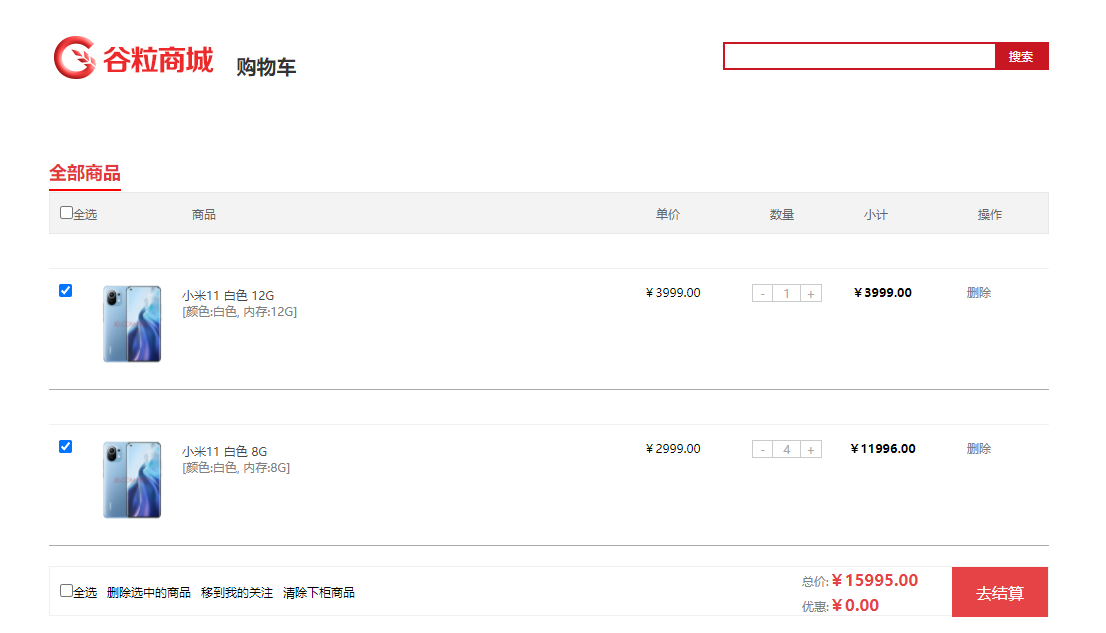 谷粒商城 购物车 搜索
全部商品
全选 商品 单价 数量 小计 操作
小米11 白色 12G ¥3999.00 - 1 + ¥3999.00 删除
[颜色:白色, 内存:12G]
小米11 白色 8G ¥2999.00 - 4 + ¥11996.00 删除
[颜色:白色, 内存:8G]
全选 删除选中的商品 移到我的关注 清除下柜商品 总价:¥15995.00 去结算
优惠:¥0.00